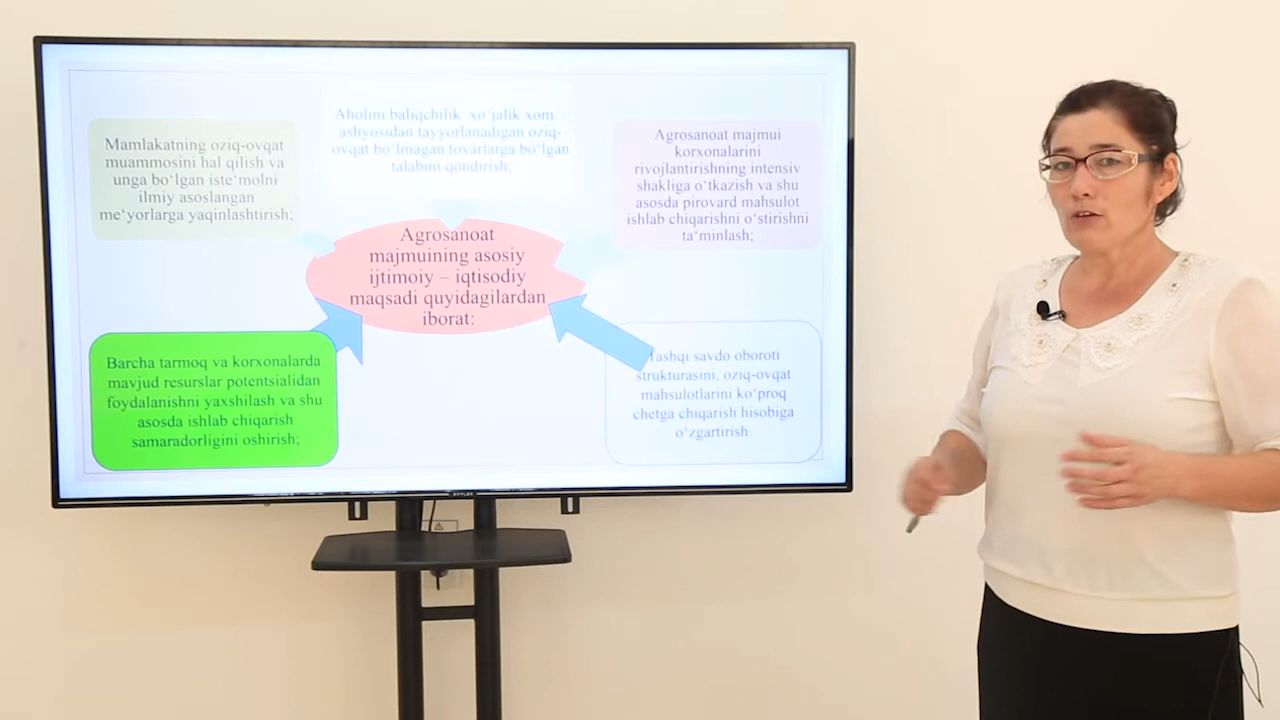 Mamlakatning oziq-ovqat
muammosini hal qilish va
unga bo‘lgan iste‘molni
ilmiy asoslangan
me‘yorlarga yaqinlashtirish;
Aholini baliqchilik xo‘jalik xom –
ashyosidan tayyorlanadigan oziq-
ovqat bo‘lmagan tovarlarga bo‘lgan
talabini qondirish;
Agrosanoat majmui
korxonalarini
rivojlantirishning intensiv
shakliga o‘tkazish va shu
asosda pirovard mahsulot
ishlab chiqarishni o‘stirishni
ta‘minlash;
Agrosanoat
majmuining asosiy
ijtimoiy – iqtisodiy
maqsadi quyidagilardan
iborat:
Barcha tarmoq va korxonalarda
mavjud resurslar potentsialidan
foydalanishni yaxshilash va shu
asosda ishlab chiqarish
samaradorligini oshirish;
Tashqi savdo oboroti
strukturasini, oziq-ovqat
mahsulotlarini ko‘proq
chetga chiqarish hisobiga
o‘zgartirish.